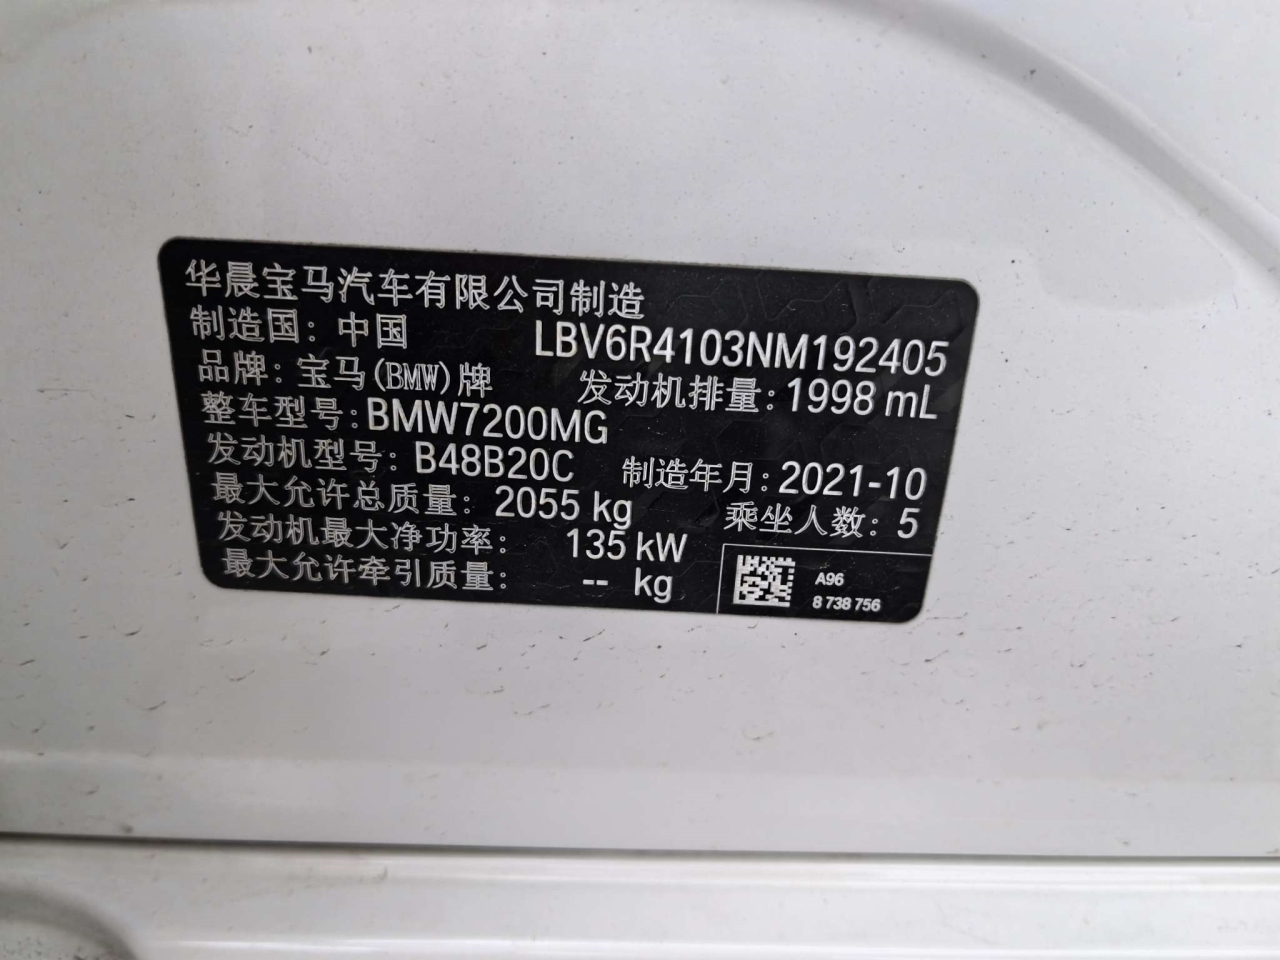 华晨宝马汽车有限公司制造
制造国：中国 LBV6R4103NM192405
品牌：宝马(BMW)牌 发动机排量：1998 mL
整车型号：BMW7200MG
发动机型号：B48B20C 制造年月：2021-10
最大允许总质量：2055 kg 乘坐人数：5
发动机最大净功率：135 kW
最大允许牵引质量：-- kg
A96
8 738 756